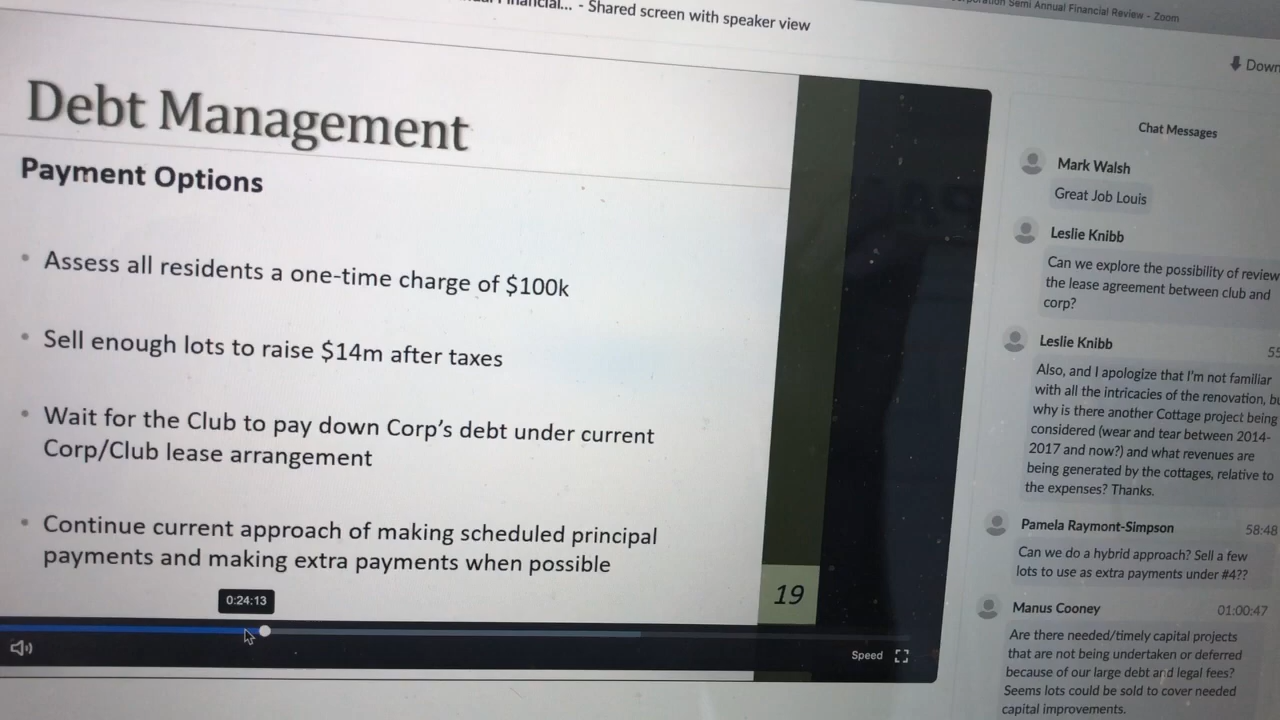 Financial... - Shared screen with speaker view
Semi Annual Financial Review - Zoom
Debt Management
Payment Options
• Assess all residents a one-time charge of $100k
• Sell enough lots to raise $14m after taxes
• Wait for the Club to pay down Corp's debt under current
Corp/Club lease arrangement
• Continue current approach of making scheduled principal
payments and making extra payments when possible
19
0:24:13
Speed
Down
Chat Messages
Mark Walsh
Great Job Louis
Leslie Knibb
Can we explore the possibility of review
the lease agreement between club and
corp?
Leslie Knibb
55
Also, and I apologize that I'm not familiar
with all the intricacies of the renovation, bu
why is there another Cottage project being
considered (wear and tear between 2014-
2017 and now?) and what revenues are
being generated by the cottages, relative to
the expenses? Thanks.
Pamela Raymont-Simpson 58:48
Can we do a hybrid approach? Sell a few
lots to use as extra payments under #4??
Manus Cooney 01:00:47
Are there needed/timely capital projects
that are not being undertaken or deferred
because of our large debt and legal fees?
Seems lots could be sold to cover needed
capital improvements.